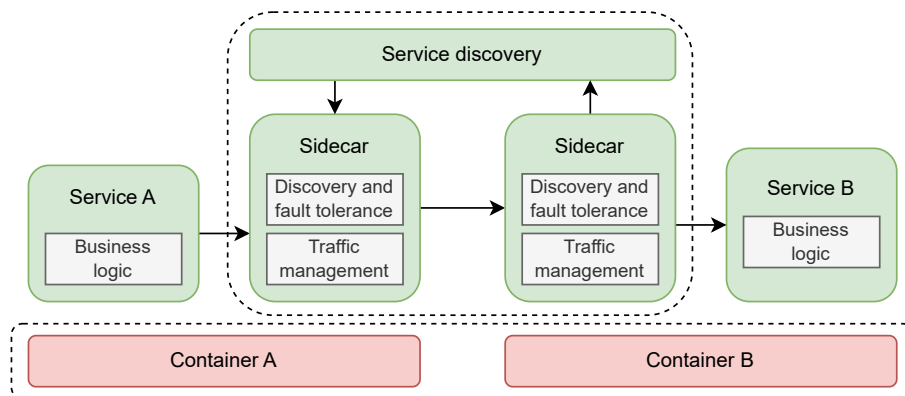 Service discovery
Sidecar
Discovery and
fault tolerance
Traffic
management
Sidecar
Discovery and
fault tolerance
Traffic
management
Service A
Business
logic
Service B
Business
logic
Container A
Container B